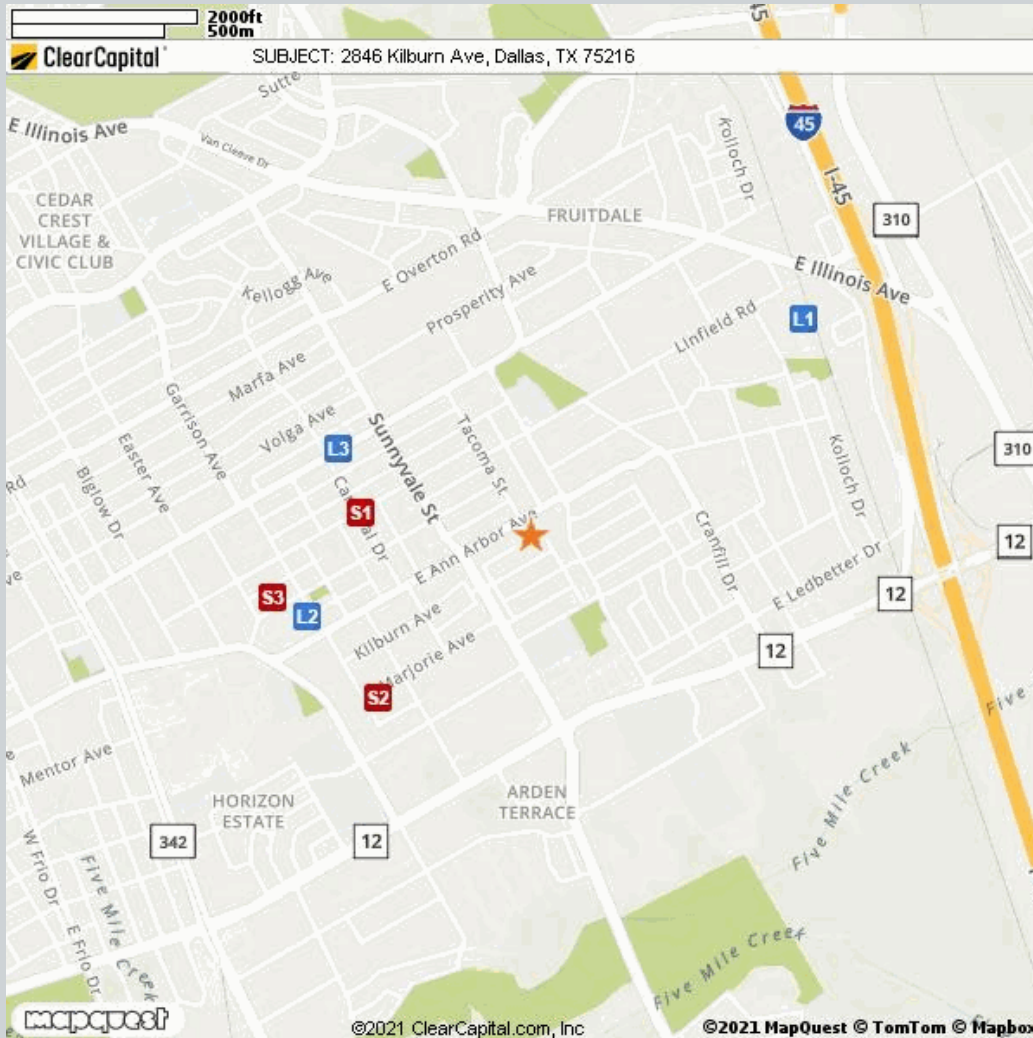 2000ft
500m
ClearCapital
SUBJECT: 2846 Kilburn Ave, Dallas, TX 75216
45
Sutte
E Illinois Ave
Van Cleeve Dr
45
I-45
Kolloch Dr
310
CEDAR
CREST
VILLAGE &
CIVIC CLUB
FRUITDALE
E Overton Rd
Kellogg Ave
E Illinois Ave
Prosperity Ave
Linfield Rd
L1
Marfa Ave
Garrison Ave
Volga Ave
Sunnyvale St
Tacoma St
L3
310
Easter Ave
Biglow Dr
Rd
Kolloch Dr
S1
E Ann Arbor Ave
Cranfill Dr
12
E Ledbetter Dr
ve
S3
12
L2
Kilburn Ave
Marjorie Ave
12
S2
Five
Mentor Ave
Five Mile Creek
HORIZON
ESTATE
ARDEN
TERRACE
342
12
W Frio Dr
Five Mile Creek
E Frio Dr
Five Mile Creek
mapquest
©2021 ClearCapital.com, Inc
©2021 MapQuest © TomTom © Mapbox